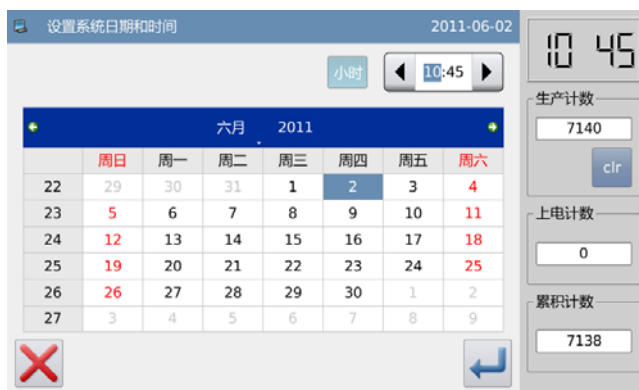 设置系统日期和时间 2011-06-02
小时 10:45
六月 2011
周日 周一 周二 周三 周四 周五 周六
22 29 30 31 1 2 3 4
23 5 6 7 8 9 10 11
24 12 13 14 15 16 17 18
25 19 20 21 22 23 24 25
26 26 27 28 29 30 1 2
27 3 4 5 6 7 8 9
10 45
生产计数
7140
clr
上电计数
0
累积计数
7138